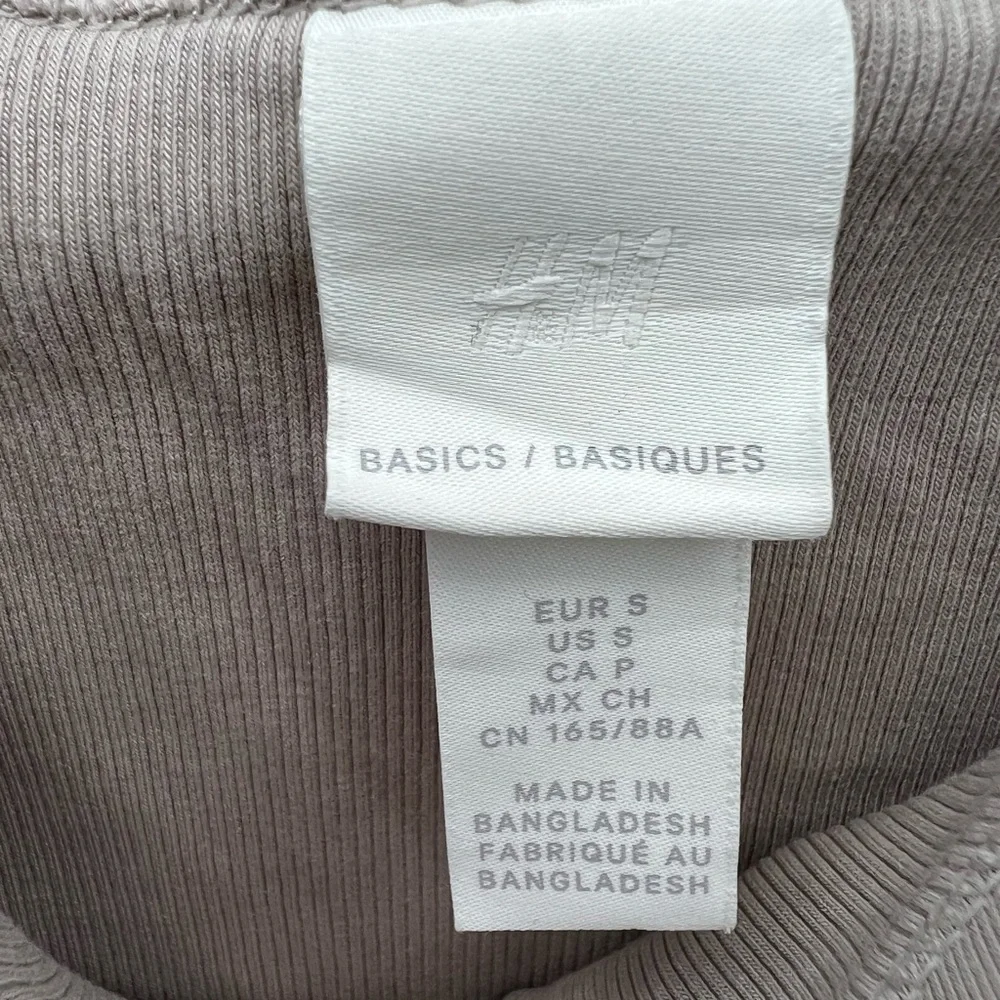 H&M
BASICS / BASIQUES
EUR S
US S
CA P
MX CH
CN 165/88A
MADE IN
BANGLADESH
FABRIQUÉ AU
BANGLADESH